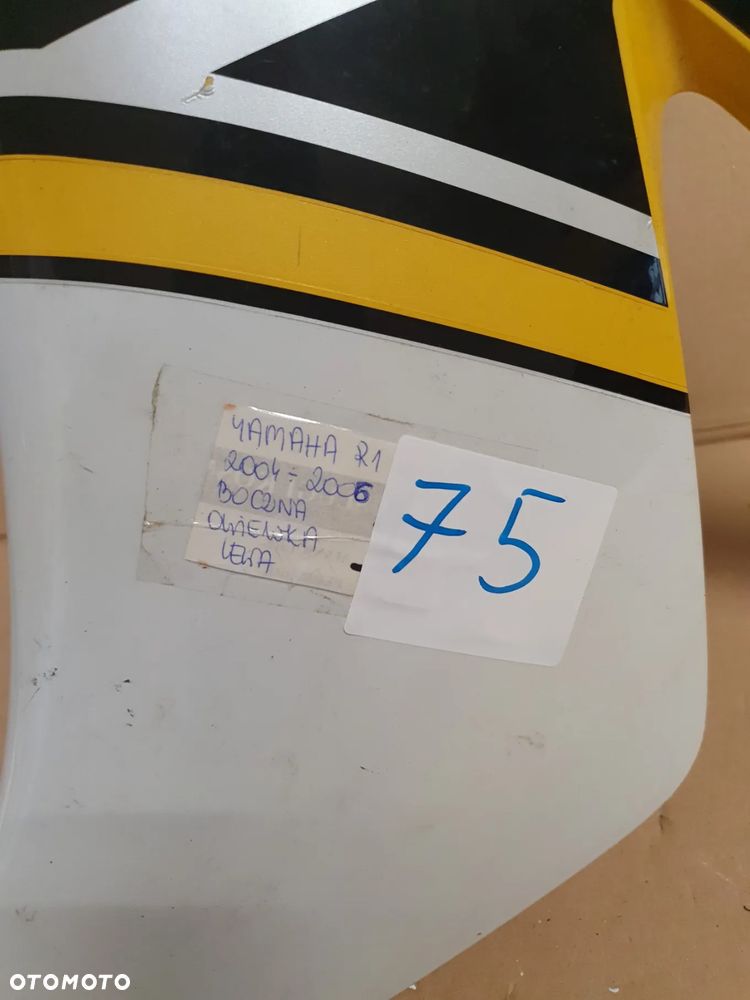 YAMAHA R1
2004-2006
BOCZNA
OWIEWKA
LEWA
75
OTOMOTO